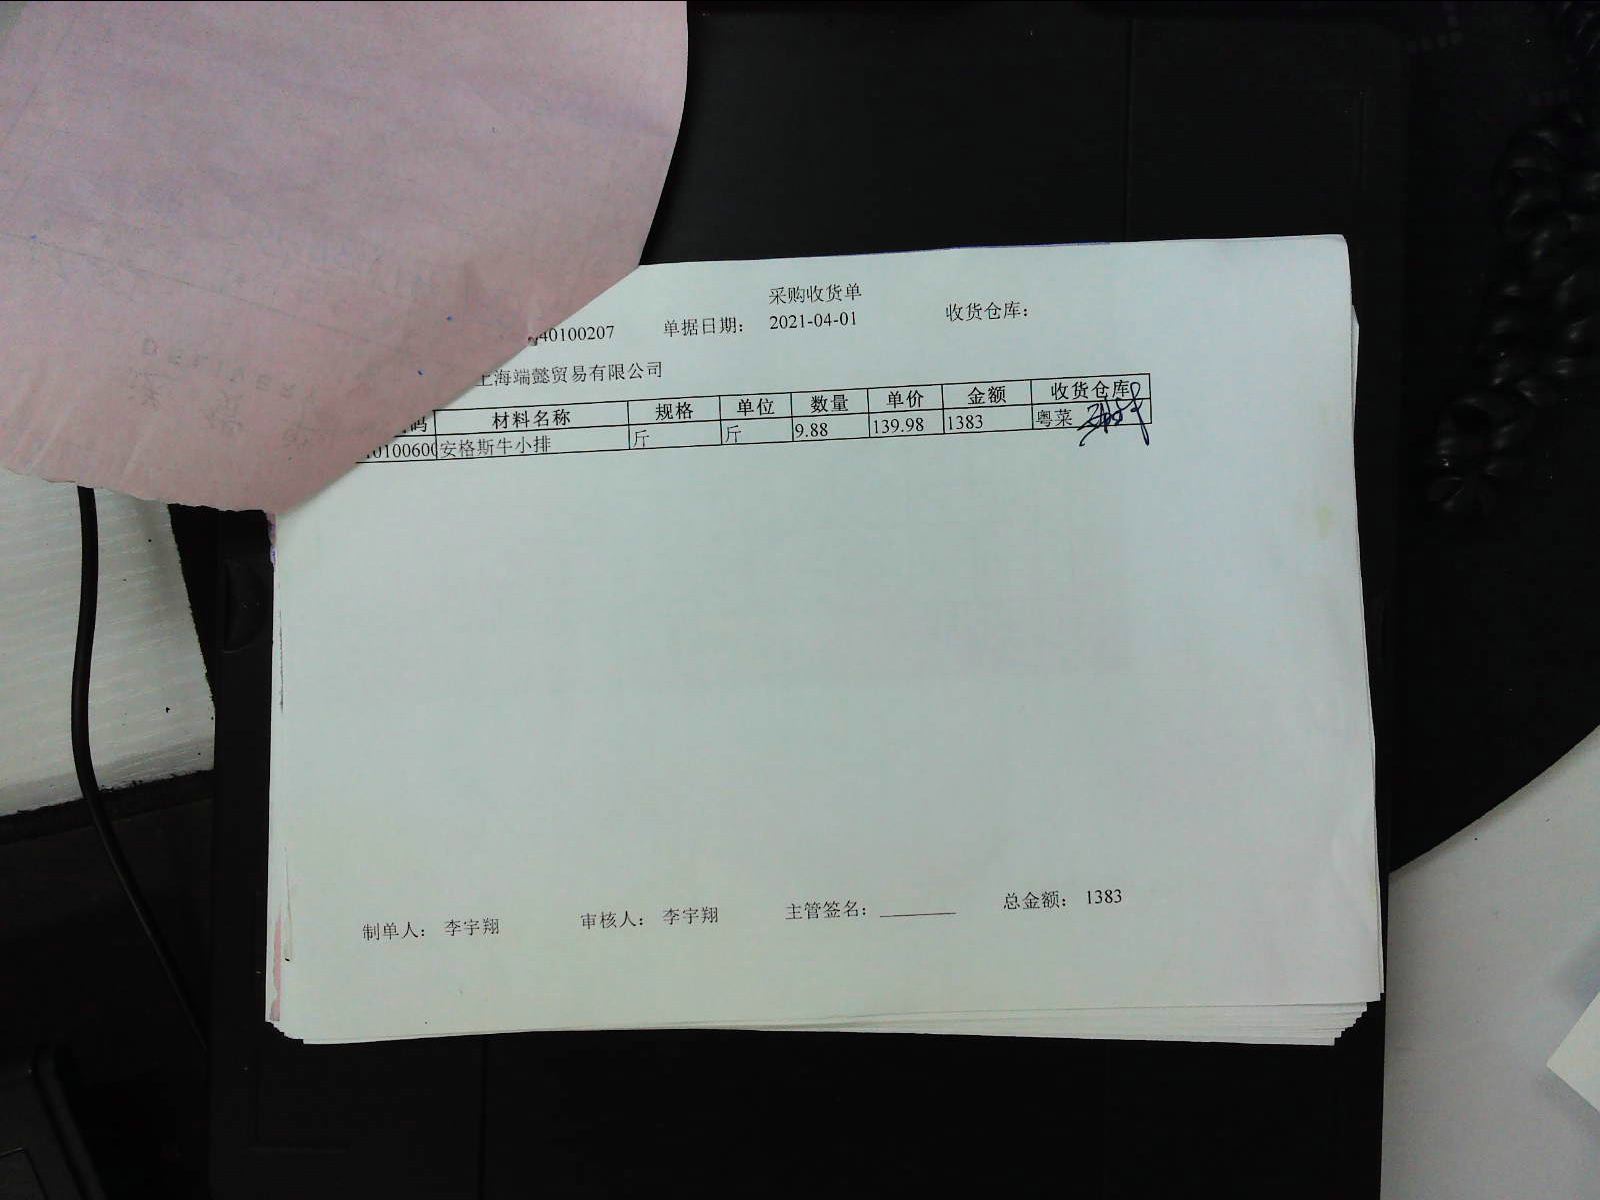 采购收货单
40100207 单据日期： 2021-04-01 收货仓库：
上海端懿贸易有限公司
码 材料名称 规格 单位 数量 单价 金额 收货仓库
10100600 安格斯牛小排 斤 斤 9.88 139.98 1383 粤菜
制单人： 李宇翔 审核人： 李宇翔 主管签名： 总金额： 1383